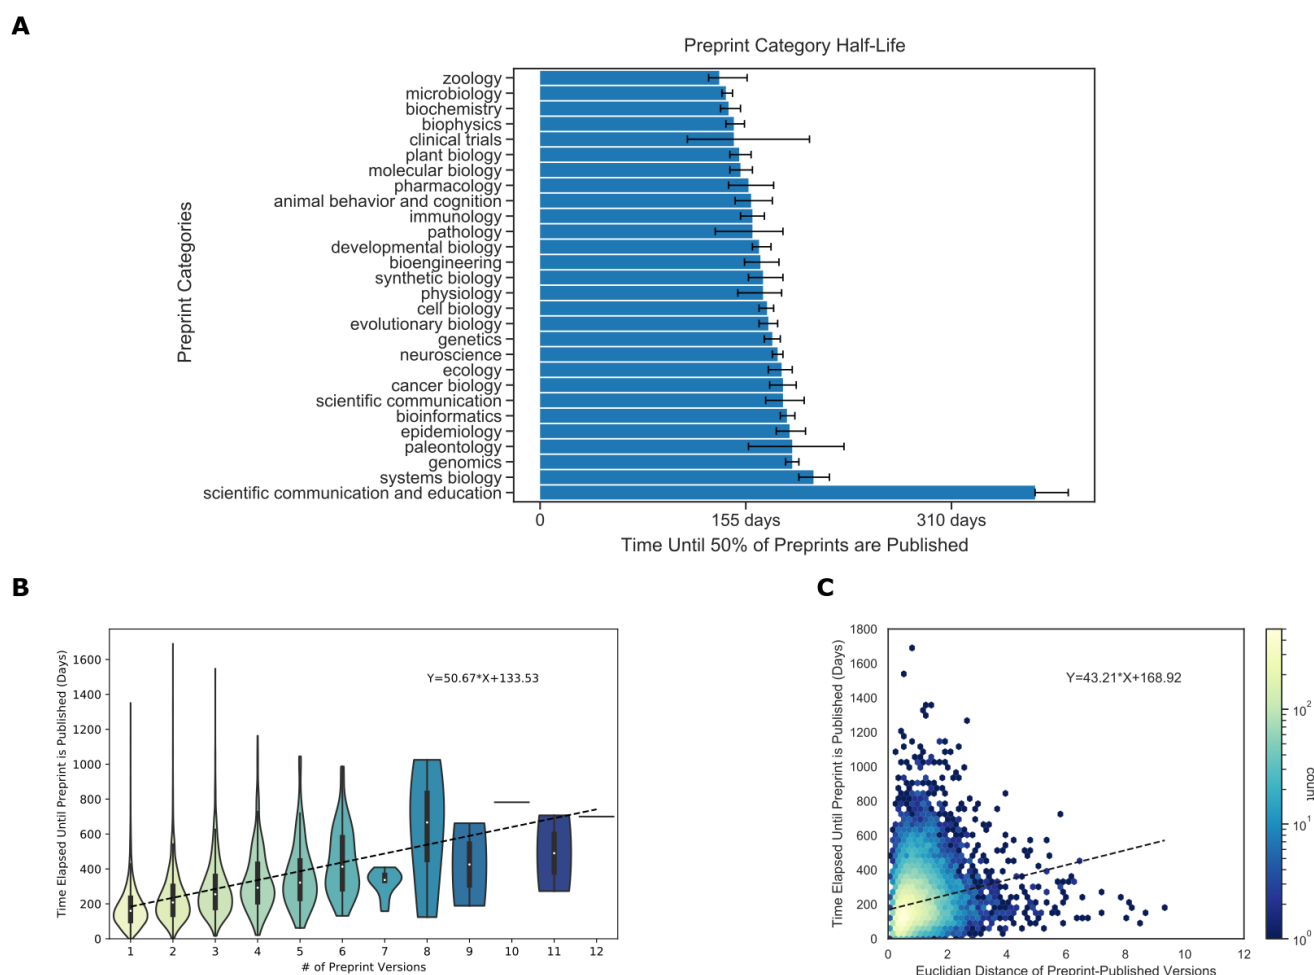 A
Preprint Category Half-Life
Preprint Categories
zoology
microbiology
biochemistry
biophysics
clinical trials
plant biology
molecular biology
pharmacology
animal behavior and cognition
immunology
pathology
developmental biology
bioengineering
synthetic biology
physiology
cell biology
evolutionary biology
genetics
neuroscience
ecology
cancer biology
scientific communication
bioinformatics
epidemiology
paleontology
genomics
systems biology
scientific communication and education
0 155 days 310 days
Time Until 50% of Preprints are Published
B
Time Elapsed Until Preprint is Published (Days)
1600
1400
1200
1000
800
600
400
200
0
Y=50.67*X+133.53
1 2 3 4 5 6 7 8 9 10 11 12
# of Preprint Versions
C
Time Elapsed Until Preprint is Published (Days)
1800
1600
1400
1200
1000
800
600
400
200
0
Y=43.21*X+168.92
0 2 4 6 8 10 12
Euclidian Distance of Preprint-Published Versions
10²
10¹
10⁰
count